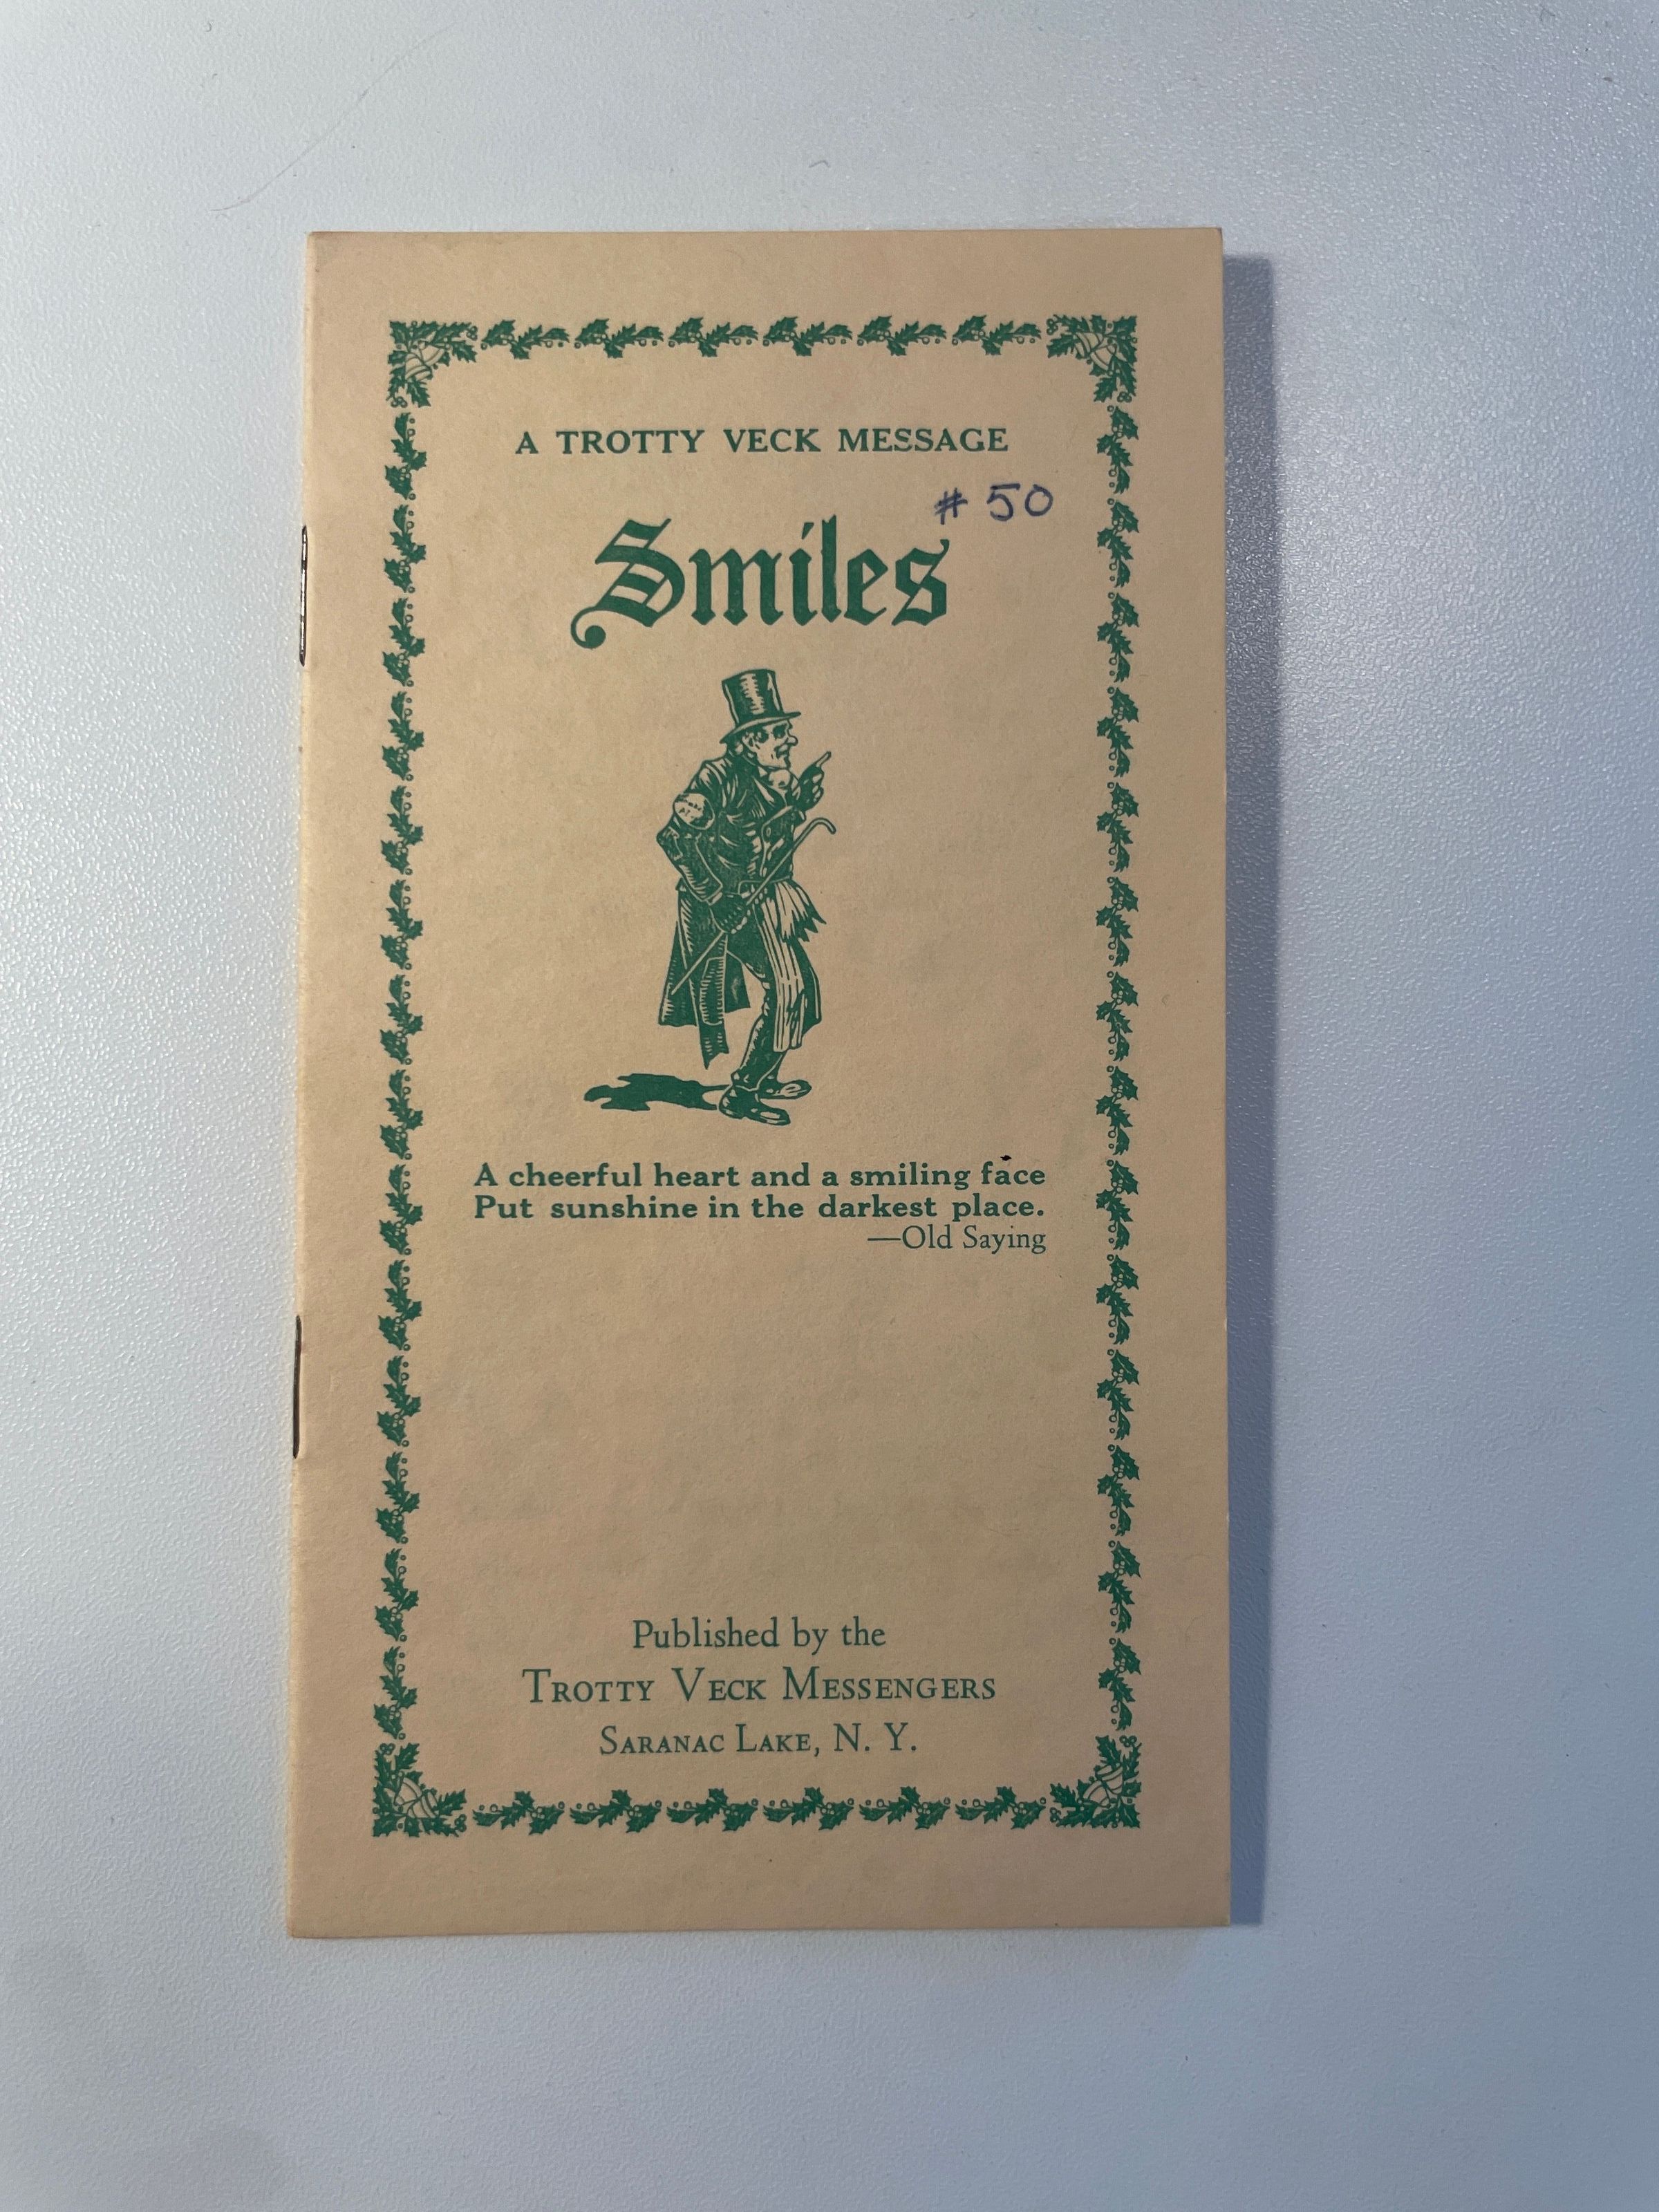 A TROTTY VECK MESSAGE
# 50
Smiles
A cheerful heart and a smiling face
Put sunshine in the darkest place.
—Old Saying
Published by the
TROTTY VECK MESSENGERS
SARANAC LAKE, N. Y.